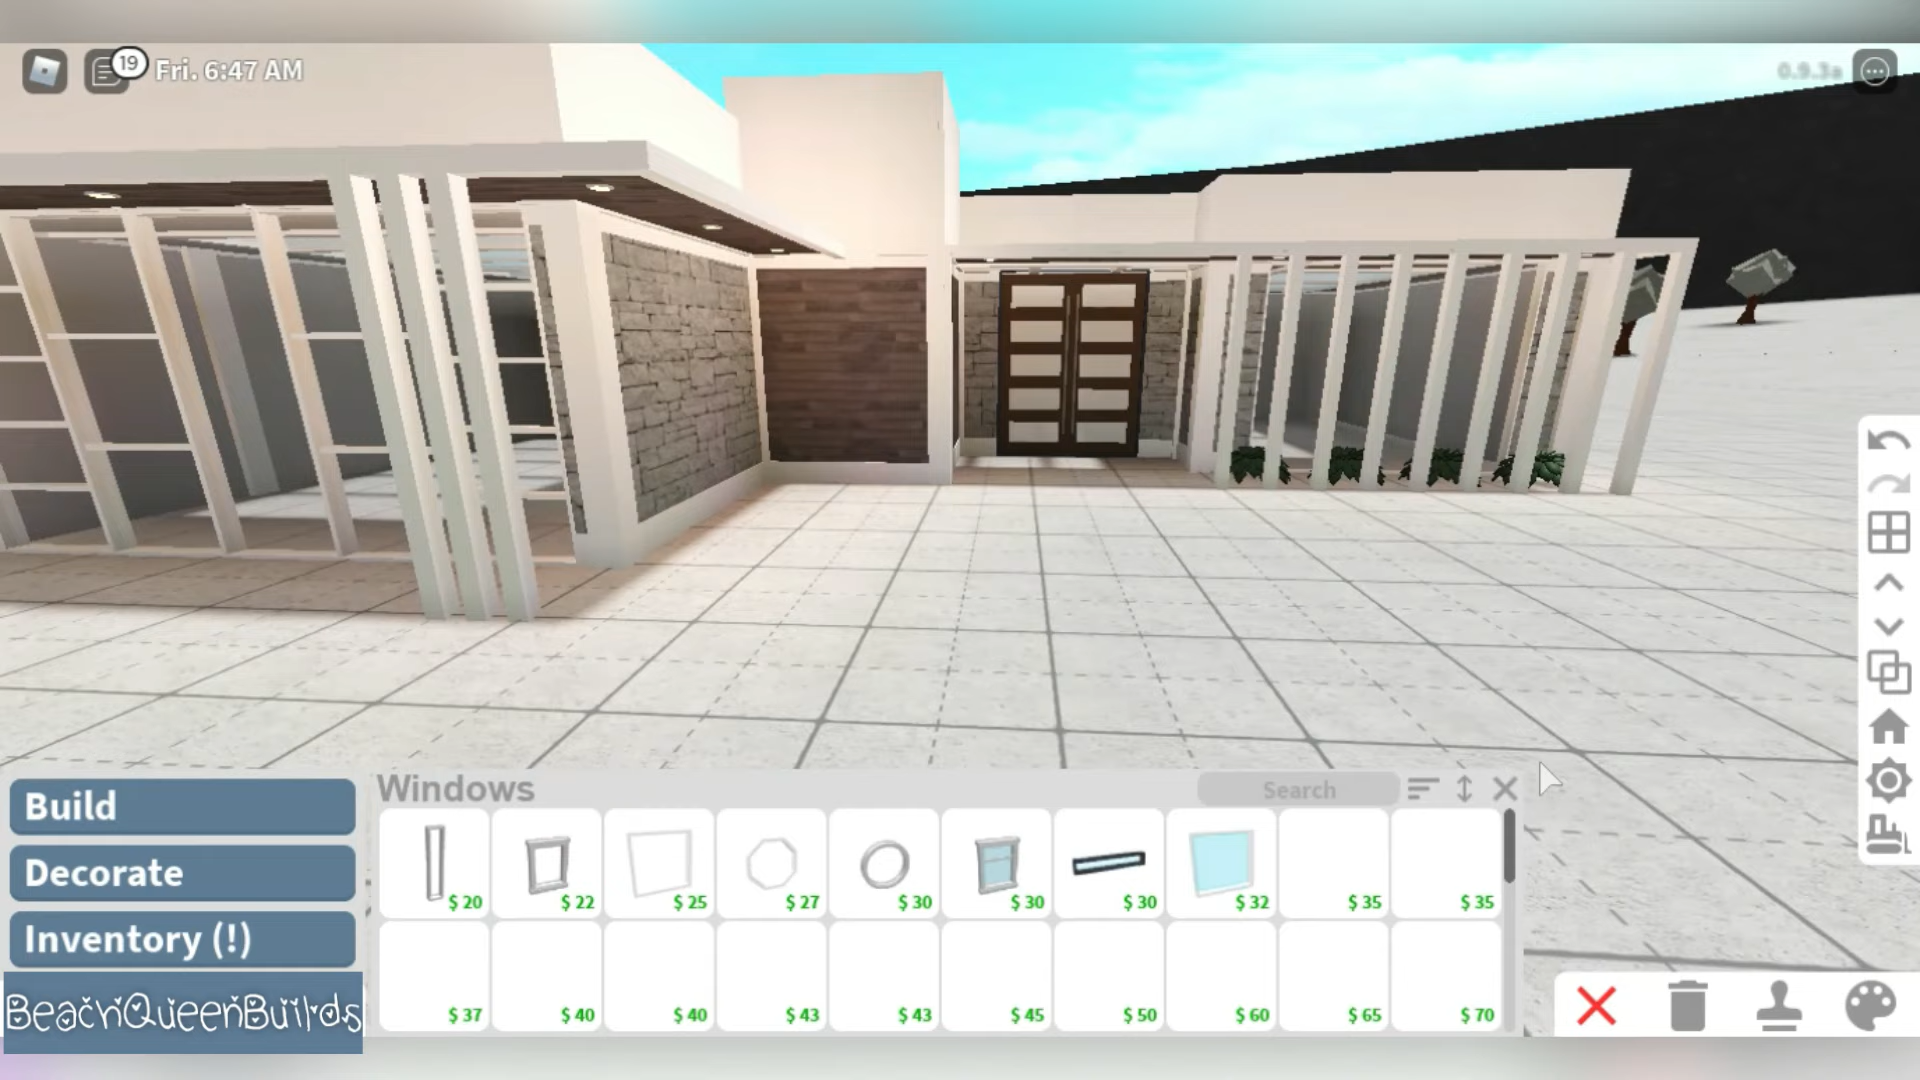 19
Fri. 6:47 AM
0.9.3a
Build
Decorate
Inventory (!)
BeachQueenBuilds
Windows
Search
$ 20 $ 22 $ 25 $ 27 $ 30 $ 30 $ 30 $ 32 $ 35 $ 35
$ 37 $ 40 $ 40 $ 43 $ 43 $ 45 $ 50 $ 60 $ 65 $ 70